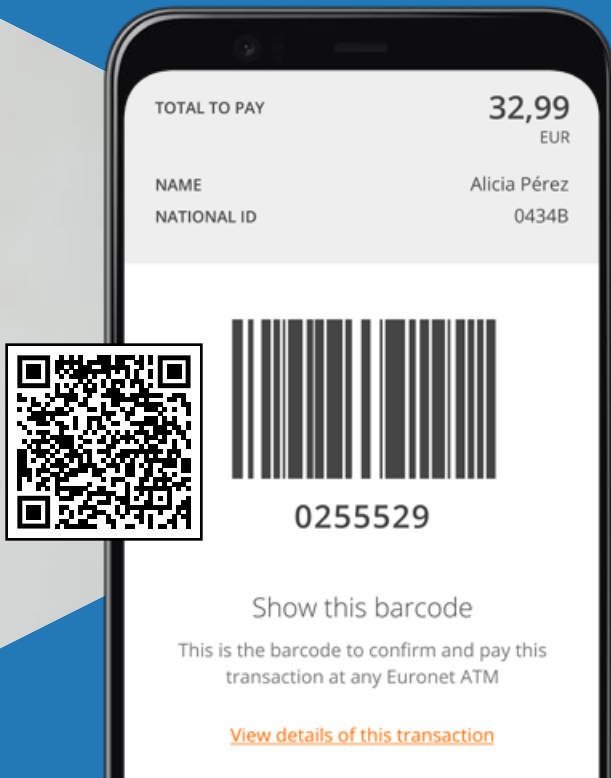 TOTAL TO PAY 32,99
EUR
NAME Alicia Pérez
NATIONAL ID 0434B
0255529
Show this barcode
This is the barcode to confirm and pay this
transaction at any Euronet ATM
View details of this transaction